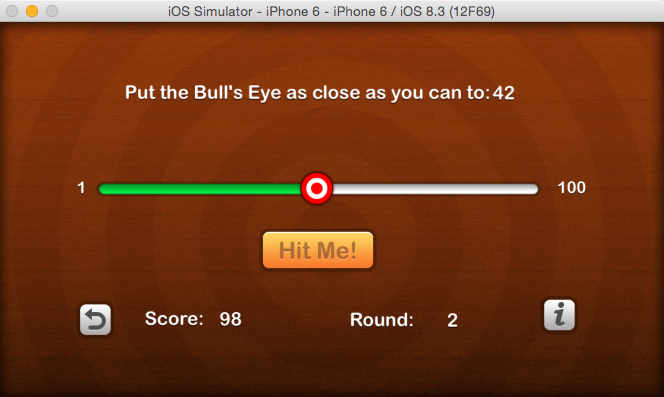 iOS Simulator - iPhone 6 - iPhone 6 / iOS 8.3 (12F69)
Put the Bull's Eye as close as you can to: 42
1 100
Hit Me!
Score: 98 Round: 2
i